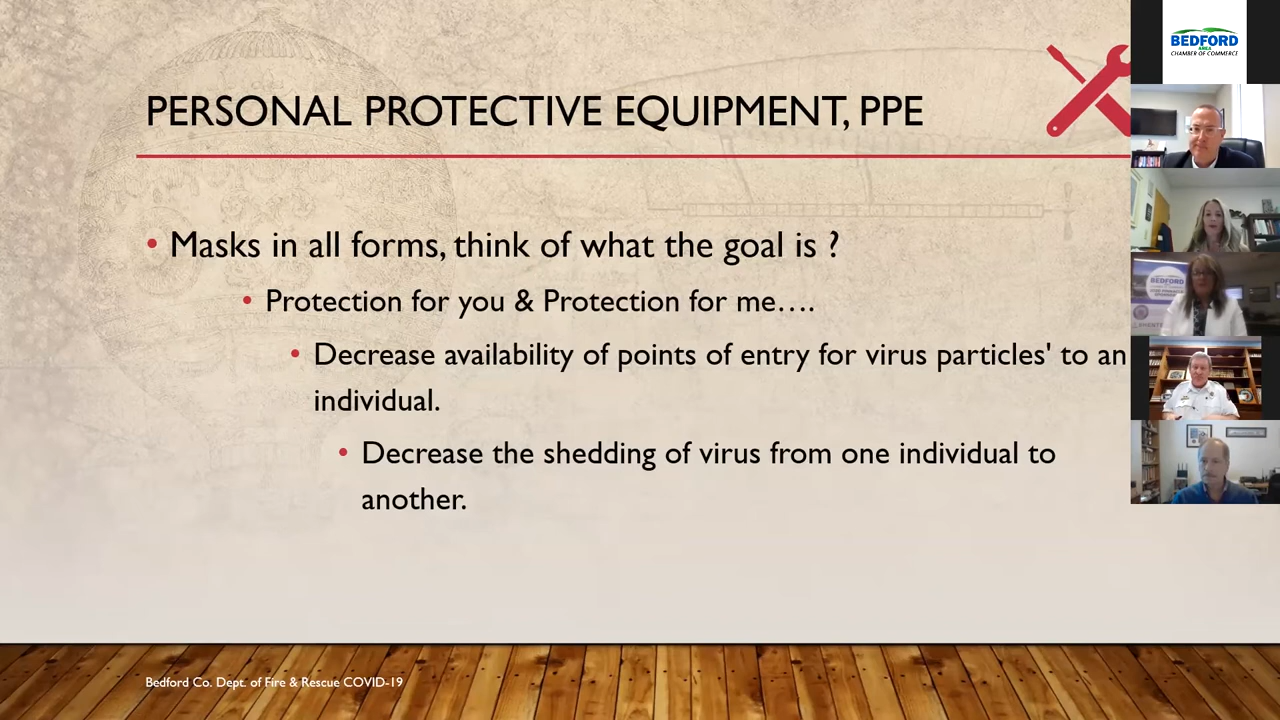 PERSONAL PROTECTIVE EQUIPMENT, PPE
• Masks in all forms, think of what the goal is ?
• Protection for you & Protection for me….
• Decrease availability of points of entry for virus particles' to an
individual.
• Decrease the shedding of virus from one individual to
another.
Bedford Co. Dept. of Fire & Rescue COVID-19
BEDFORD
AREA
CHAMBER OF COMMERCE
BEDFORD